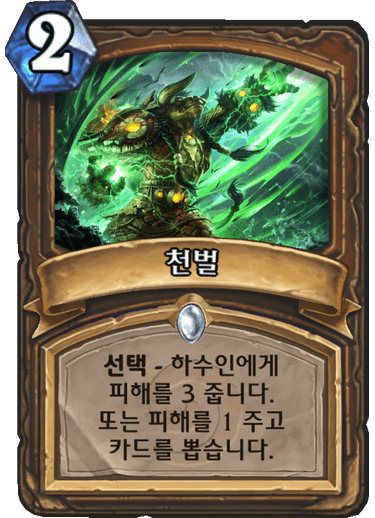 2
천벌
선택 - 하수인에게
피해를 3 줍니다.
또는 피해를 1 주고
카드를 뽑습니다.